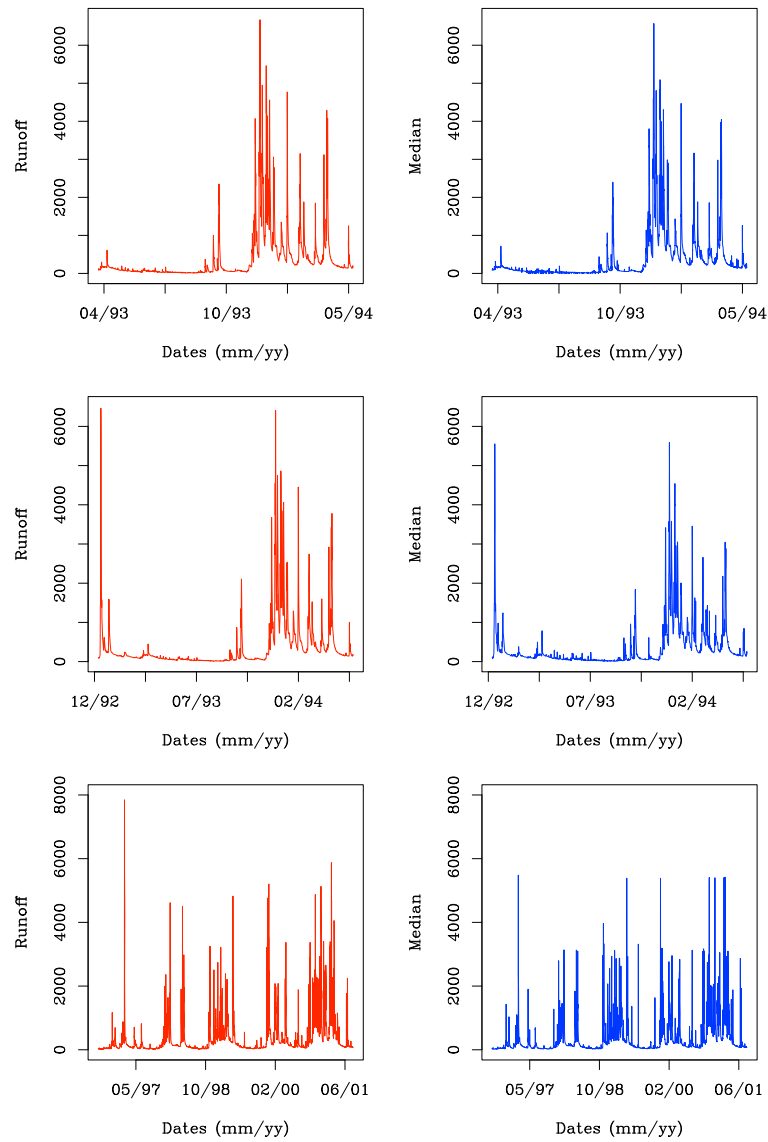 Runoff
0 2000 4000 6000
04/93 10/93 05/94
Dates (mm/yy)
Median
0 2000 4000 6000
04/93 10/93 05/94
Dates (mm/yy)
Runoff
0 2000 4000 6000
12/92 07/93 02/94
Dates (mm/yy)
Median
0 2000 4000 6000
12/92 07/93 02/94
Dates (mm/yy)
Runoff
0 2000 4000 6000 8000
05/97 10/98 02/00 06/01
Dates (mm/yy)
Median
0 2000 4000 6000 8000
05/97 10/98 02/00 06/01
Dates (mm/yy)